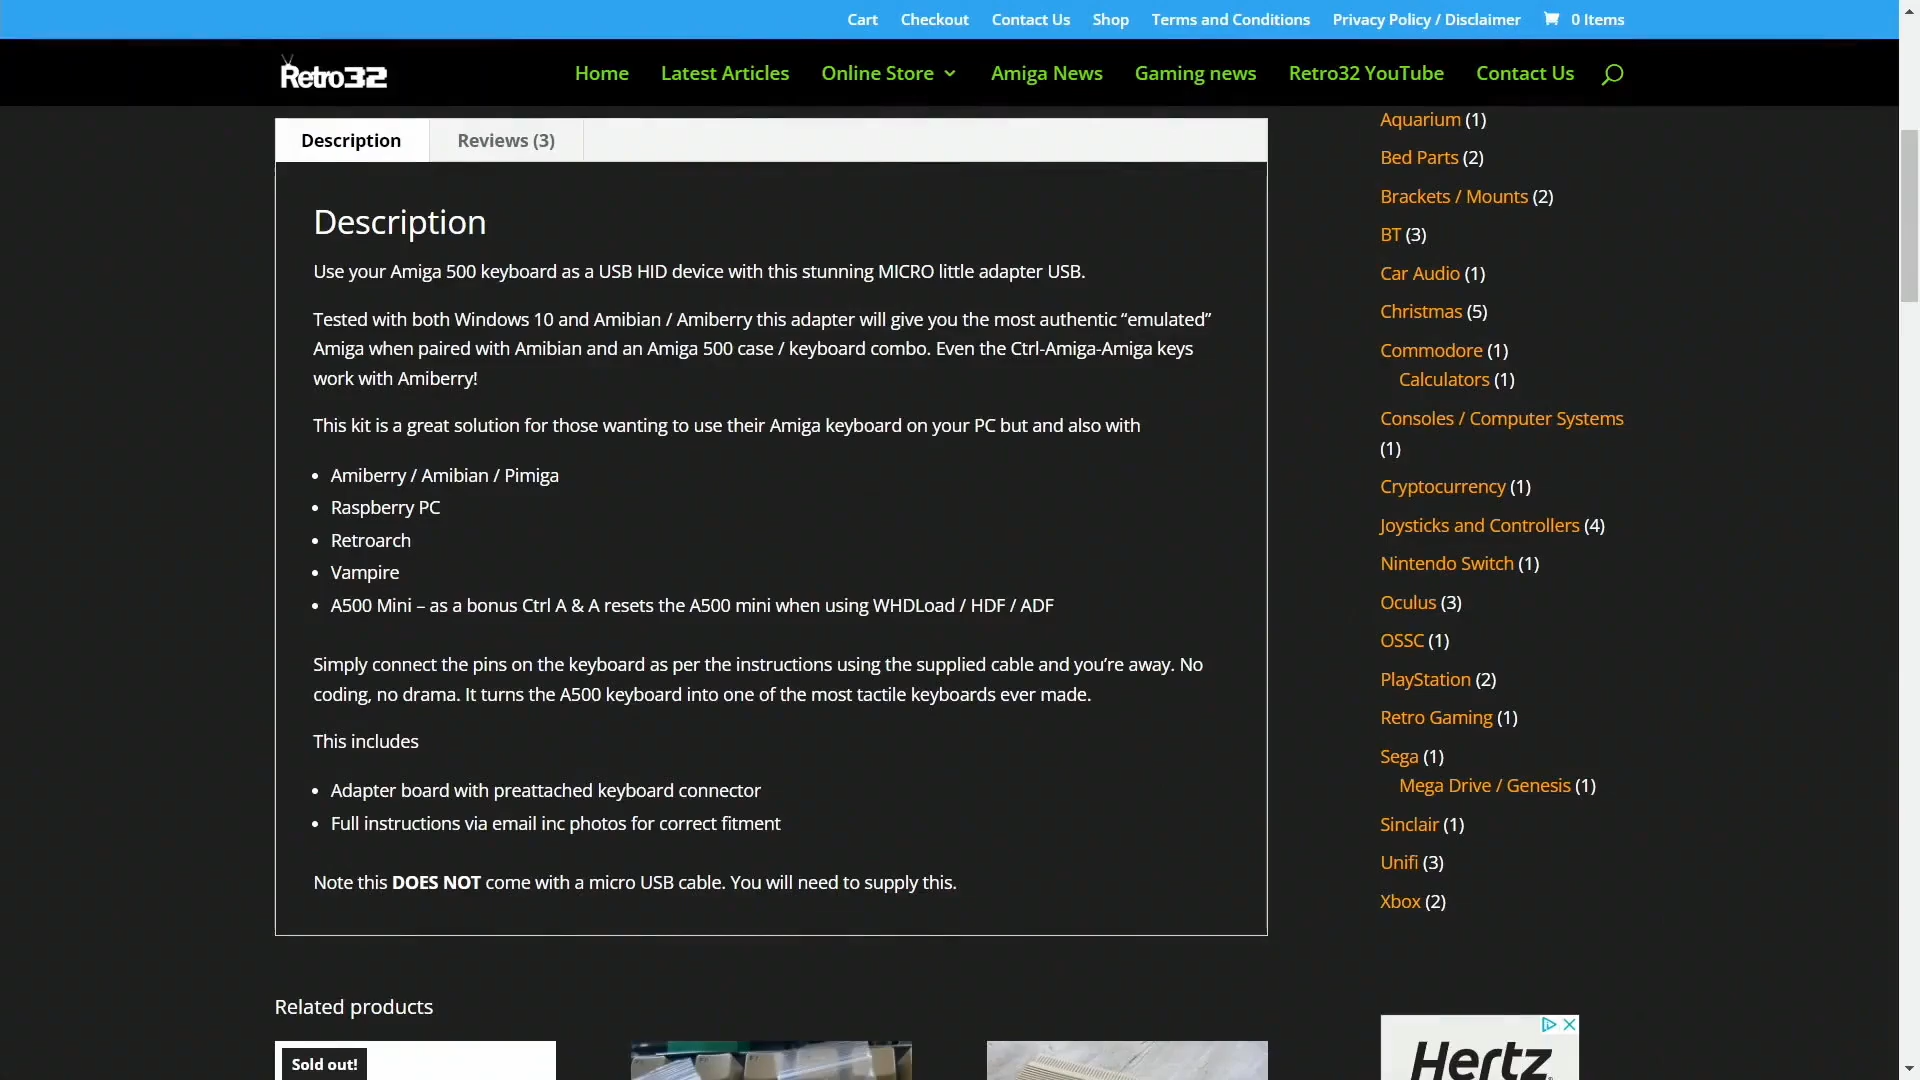 Cart Checkout Contact Us Shop Terms and Conditions Privacy Policy / Disclaimer 0 Items
Retro32
Home Latest Articles Online Store Amiga News Gaming news Retro32 YouTube Contact Us
Description Reviews (3)
Description
Use your Amiga 500 keyboard as a USB HID device with this stunning MICRO little adapter USB.
Tested with both Windows 10 and Amibian / Amiberry this adapter will give you the most authentic “emulated”
Amiga when paired with Amibian and an Amiga 500 case / keyboard combo. Even the Ctrl-Amiga-Amiga keys
work with Amiberry!
This kit is a great solution for those wanting to use their Amiga keyboard on your PC but and also with
• Amiberry / Amibian / Pimiga
• Raspberry PC
• Retroarch
• Vampire
• A500 Mini – as a bonus Ctrl A & A resets the A500 mini when using WHDLoad / HDF / ADF
Simply connect the pins on the keyboard as per the instructions using the supplied cable and you’re away. No
coding, no drama. It turns the A500 keyboard into one of the most tactile keyboards ever made.
This includes
• Adapter board with preattached keyboard connector
• Full instructions via email inc photos for correct fitment
Note this DOES NOT come with a micro USB cable. You will need to supply this.
Aquarium (1)
Bed Parts (2)
Brackets / Mounts (2)
BT (3)
Car Audio (1)
Christmas (5)
Commodore (1)
Calculators (1)
Consoles / Computer Systems
(1)
Cryptocurrency (1)
Joysticks and Controllers (4)
Nintendo Switch (1)
Oculus (3)
OSSC (1)
PlayStation (2)
Retro Gaming (1)
Sega (1)
Mega Drive / Genesis (1)
Sinclair (1)
Unifi (3)
Xbox (2)
Related products
Sold out!
Hertz